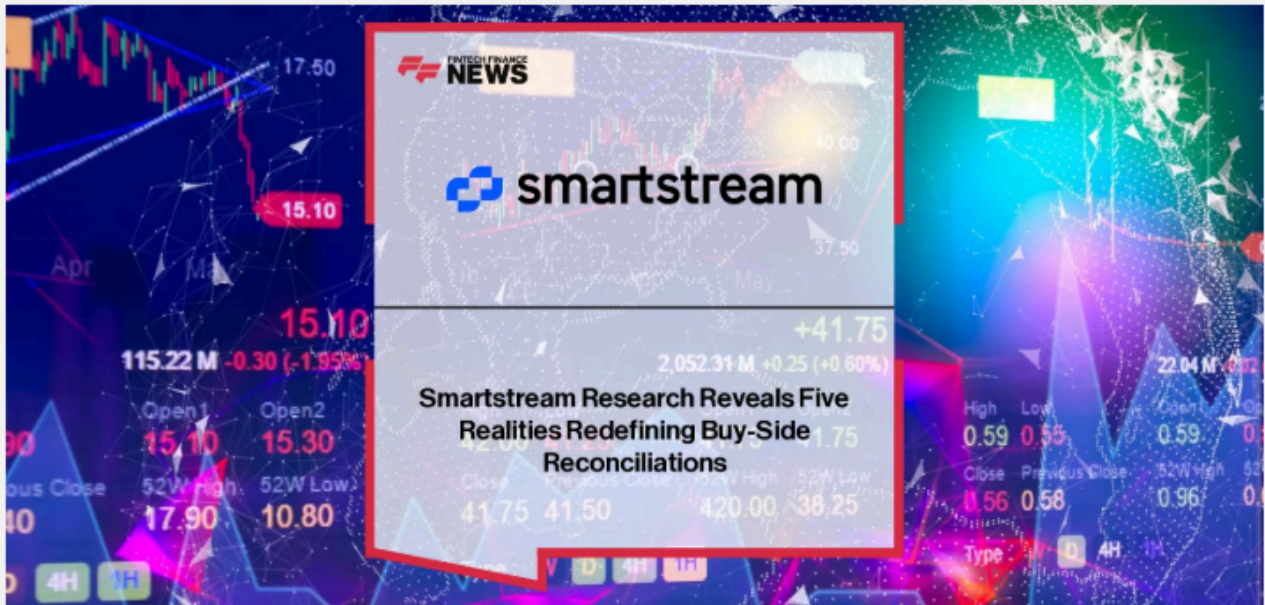 FINTECH FINANCE
NEWS
smartstream
Smartstream Research Reveals Five
Realities Redefining Buy-Side
Reconciliations
17.50
15.10
40.00
37.50
Apr
May
15.10
115.22 M -0.30 (-1.95%)
Open1 Open2
15.10 15.30
52W High 52W Low
17.90 10.80
4H 1H
+41.75
2,052.31 M +0.25 (+0.60%)
Close Previous Close 52W High 52W Low
41.75 41.50 420.00 38.25
D 4H 1H
22.04 M
High Low Open1
0.59 0.55 0.59
Close Previous Close 52W High
0.56 0.58 0.96
Type D 4H 1H